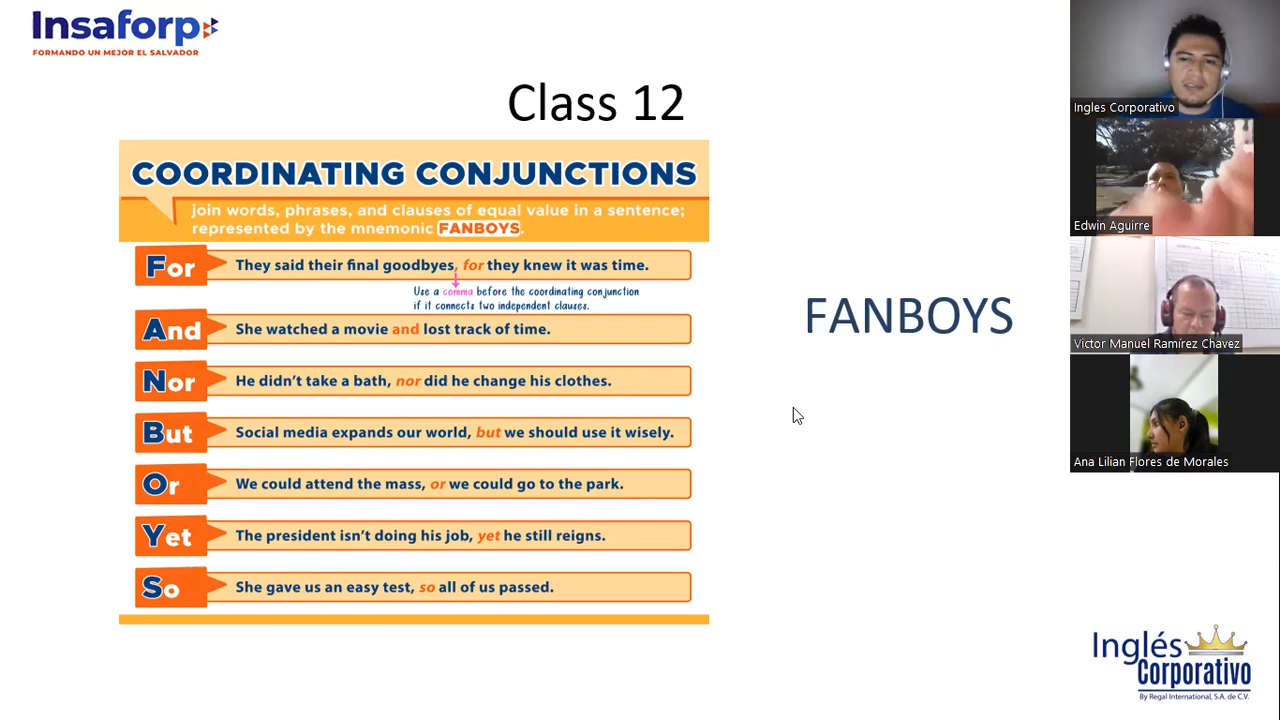 Insaforp
FORMANDO UN MEJOR EL SALVADOR
Class 12
COORDINATING CONJUNCTIONS
join words, phrases, and clauses of equal value in a sentence;
represented by the mnemonic FANBOYS.
For They said their final goodbyes, for they knew it was time.
Use a comma before the coordinating conjunction
if it connects two independent clauses.
And She watched a movie and lost track of time.
Nor He didn't take a bath, nor did he change his clothes.
But Social media expands our world, but we should use it wisely.
Or We could attend the mass, or we could go to the park.
Yet The president isn't doing his job, yet he still reigns.
So She gave us an easy test, so all of us passed.
FANBOYS
Ingles Corporativo
Edwin Aguirre
Víctor Manuel Ramírez Chavez
Ana Lilian Flores de Morales
Inglés
Corporativo
By Regal International, S.A. de C.V.